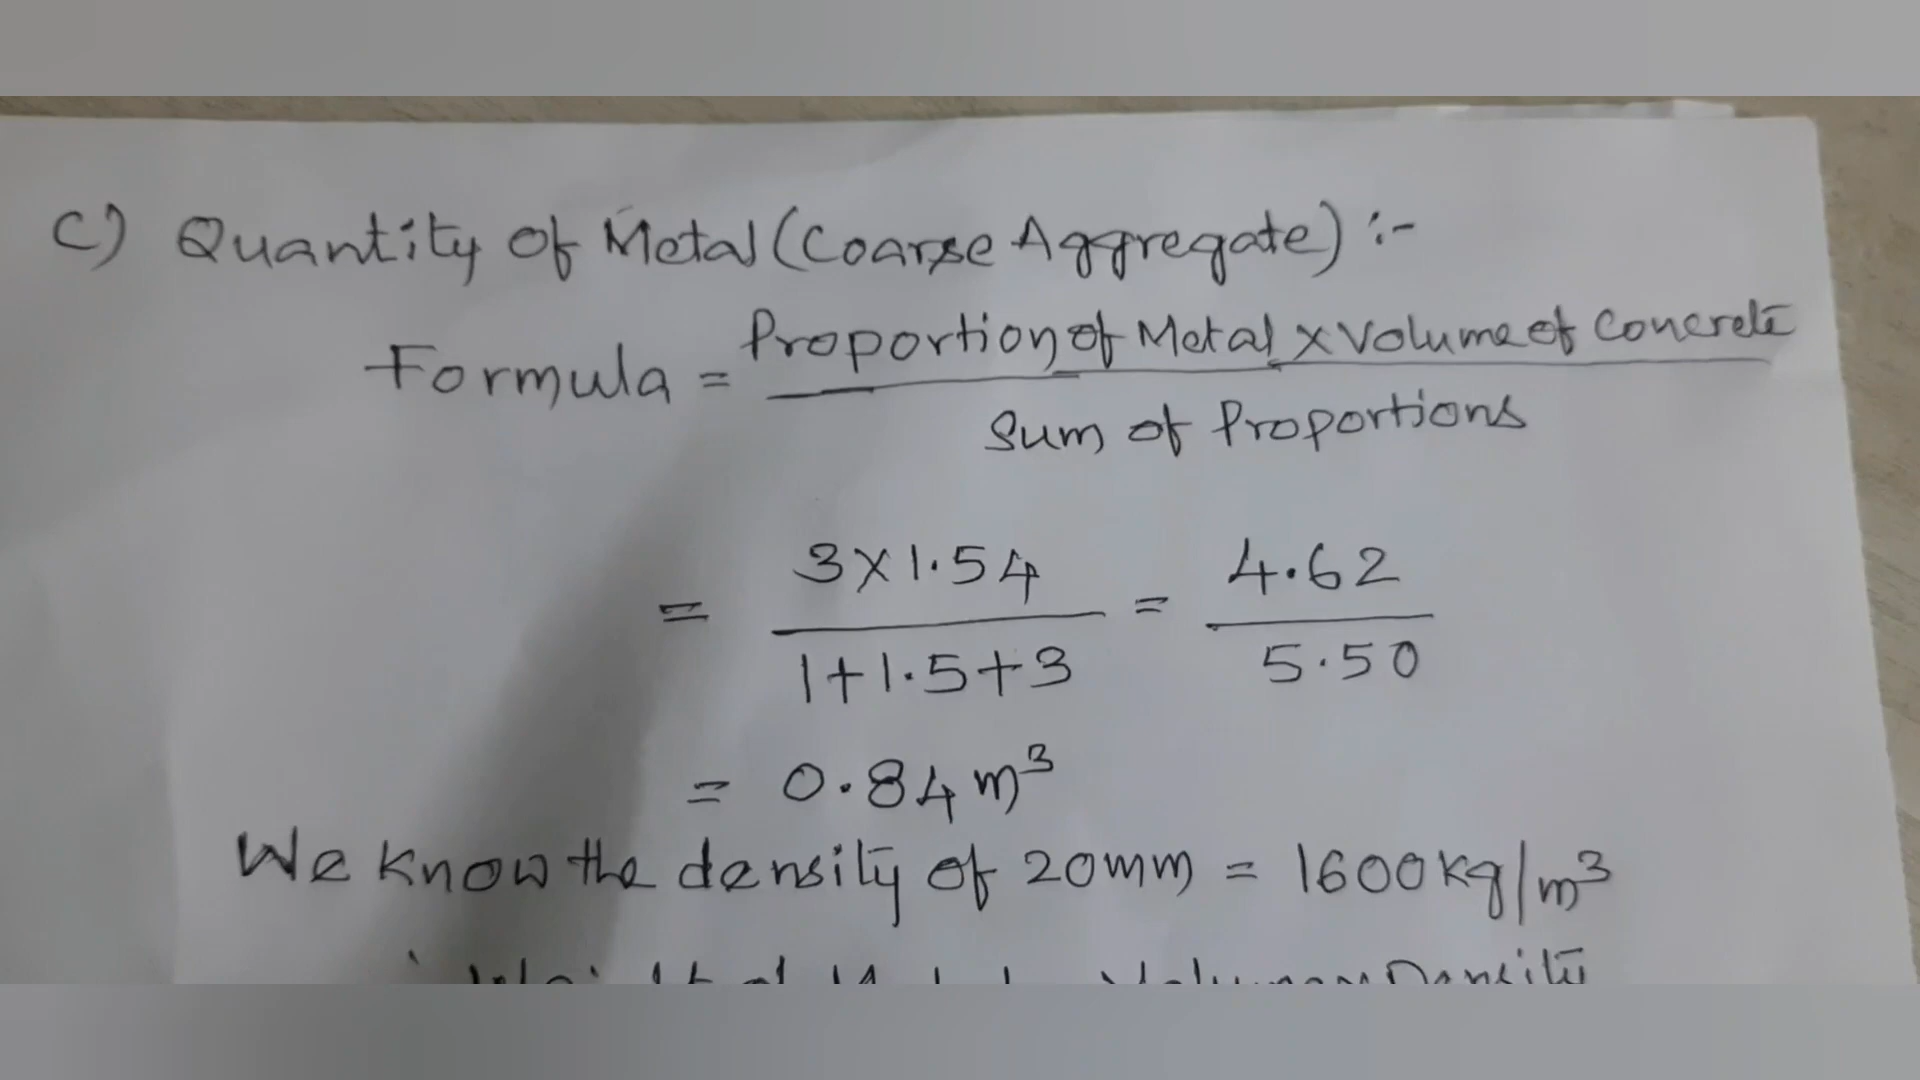 C) Quantity of Metal (Coarse Aggregate) :-
Formula = Proportion of Metal x Volume of Concrete
Sum of Proportions
= 3x1.54 = 4.62
1+1.5+3 5.50
= 0.84 m³
We know the density of 20mm = 1600kg/m³